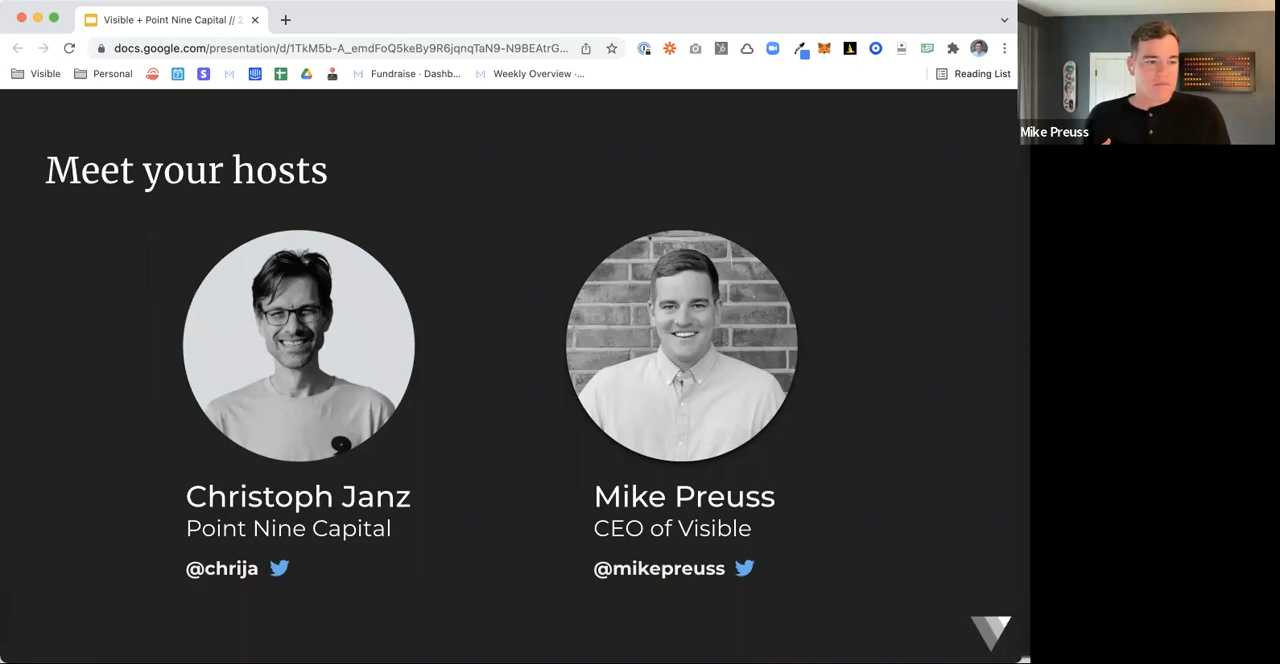 Visible + Point Nine Capital // 2
docs.google.com/presentation/d/1TkM5b-A_emdFoQ5keBy9R6jqnqTaN9-N9BEAtrG...
Visible
Personal
Fundraise · Dashb...
Weekly Overview ·...
Reading List
Mike Preuss
Meet your hosts
Christoph Janz
Point Nine Capital
@chrija
Mike Preuss
CEO of Visible
@mikepreuss